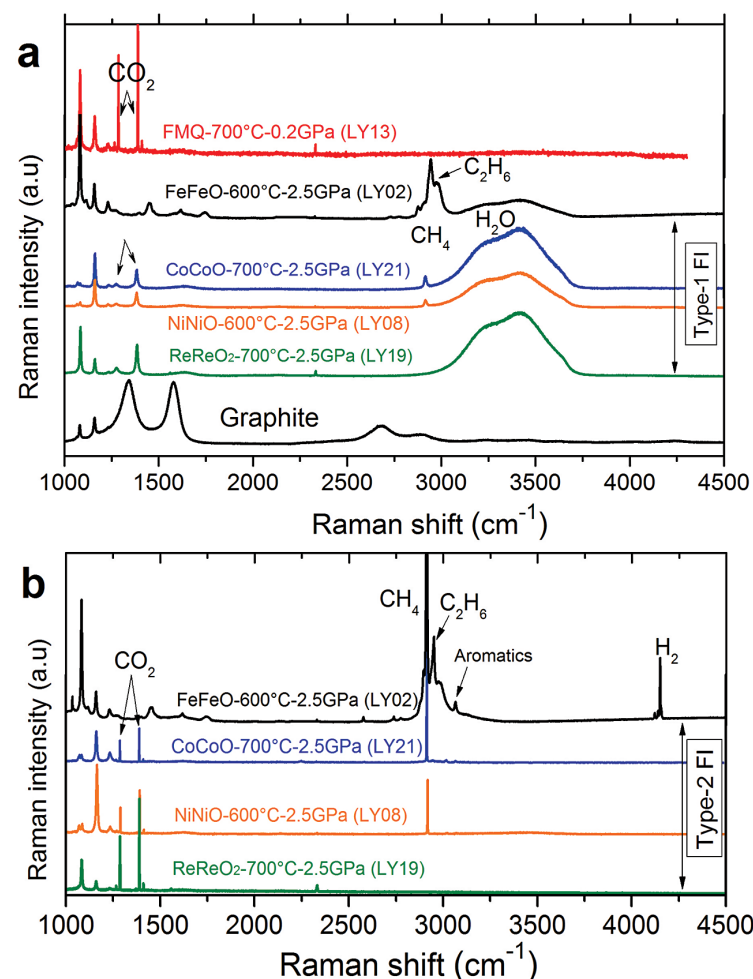 a
CO₂
FMQ-700°C-0.2GPa (LY13)
C₂H₆
FeFeO-600°C-2.5GPa (LY02)
CH₄
H₂O
CoCoO-700°C-2.5GPa (LY21)
NiNiO-600°C-2.5GPa (LY08)
ReReO₂-700°C-2.5GPa (LY19)
Graphite
Type-1 FI
Raman intensity (a.u)
1000 1500 2000 2500 3000 3500 4000 4500
Raman shift (cm⁻¹)
b
CH₄
C₂H₆
CO₂
Aromatics
H₂
FeFeO-600°C-2.5GPa (LY02)
CoCoO-700°C-2.5GPa (LY21)
NiNiO-600°C-2.5GPa (LY08)
ReReO₂-700°C-2.5GPa (LY19)
Type-2 FI
Raman intensity (a.u)
1000 1500 2000 2500 3000 3500 4000 4500
Raman shift (cm⁻¹)